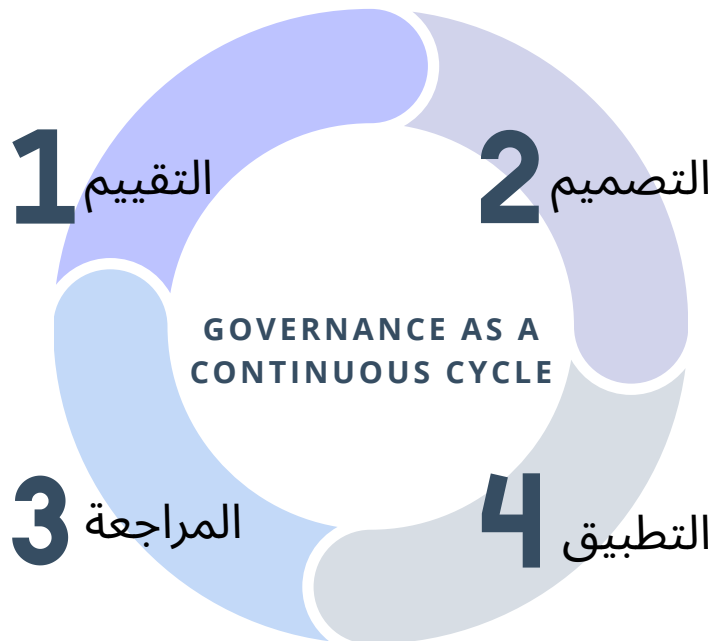 1 التقييم
2 التصميم
GOVERNANCE AS A
CONTINUOUS CYCLE
3 المراجعة
4 التطبيق